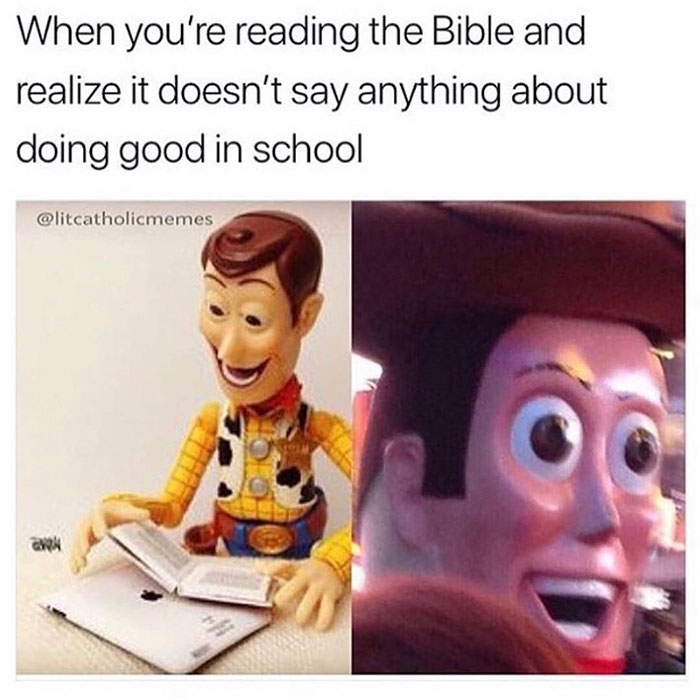 When you're reading the Bible and
realize it doesn't say anything about
doing good in school
@litcatholicmemes